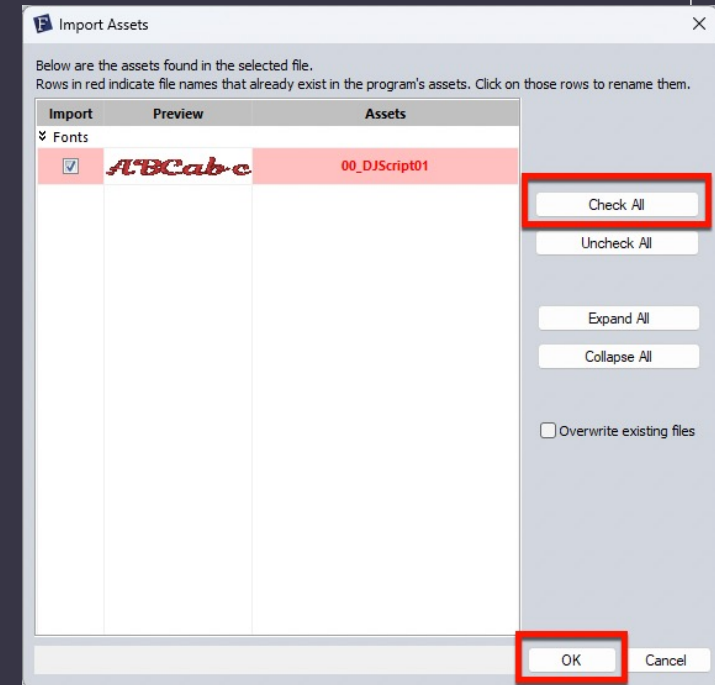 Import Assets
Below are the assets found in the selected file.
Rows in red indicate file names that already exist in the program's assets. Click on those rows to rename them.
Import Preview Assets
Fonts
ABCabc 00_DJScript01
Check All
Uncheck All
Expand All
Collapse All
Overwrite existing files
OK Cancel